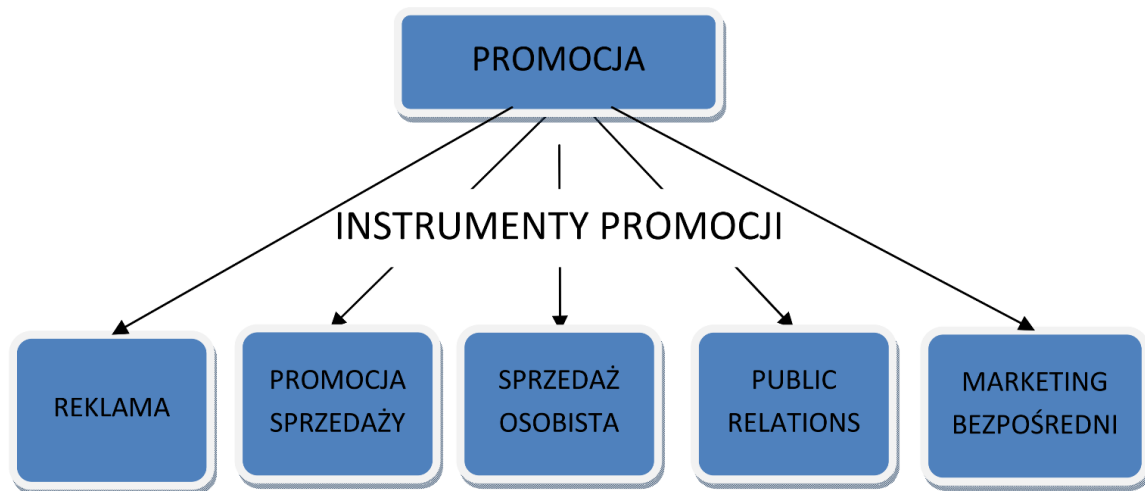 PROMOCJA
INSTRUMENTY PROMOCJI
REKLAMA
PROMOCJA
SPRZEDAŻY
SPRZEDAŻ
OSOBISTA
PUBLIC
RELATIONS
MARKETING
BEZPOŚREDNI